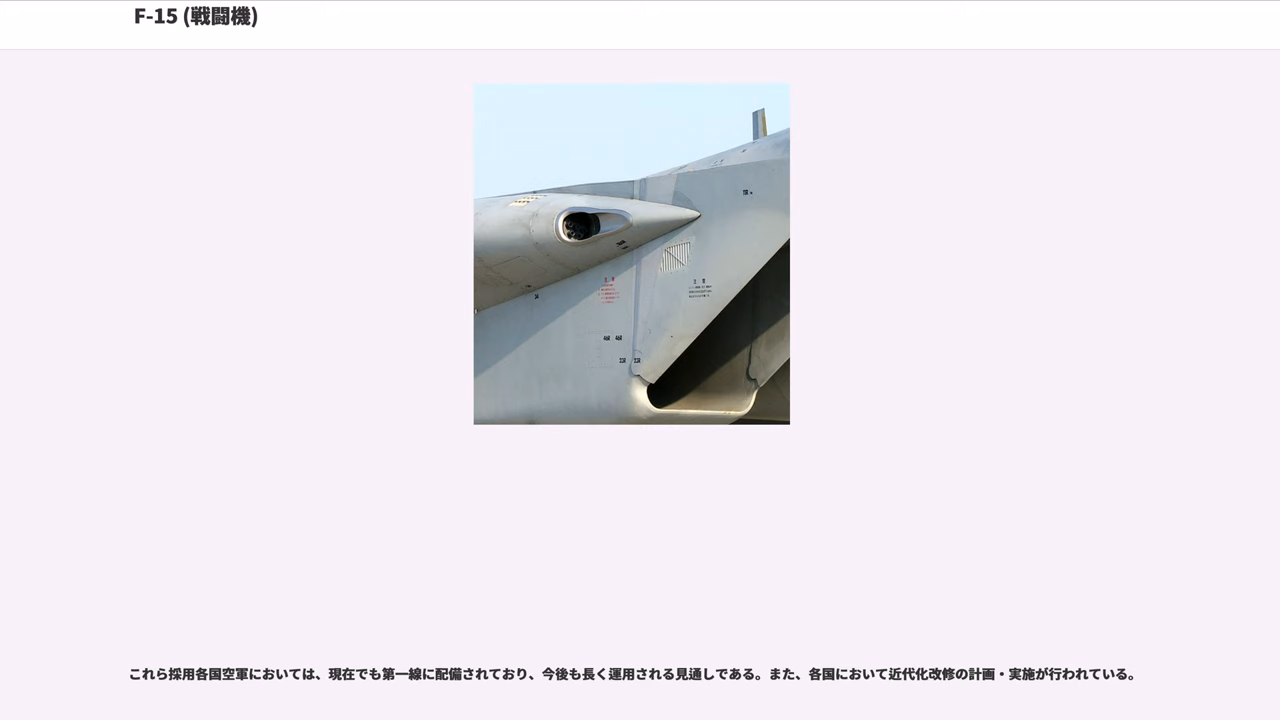 F-15 (戦闘機)
これら採用各国空軍においては、現在でも第一線に配備されており、今後も長く運用される見通しである。また、各国において近代化改修の計画・実施が行われている。